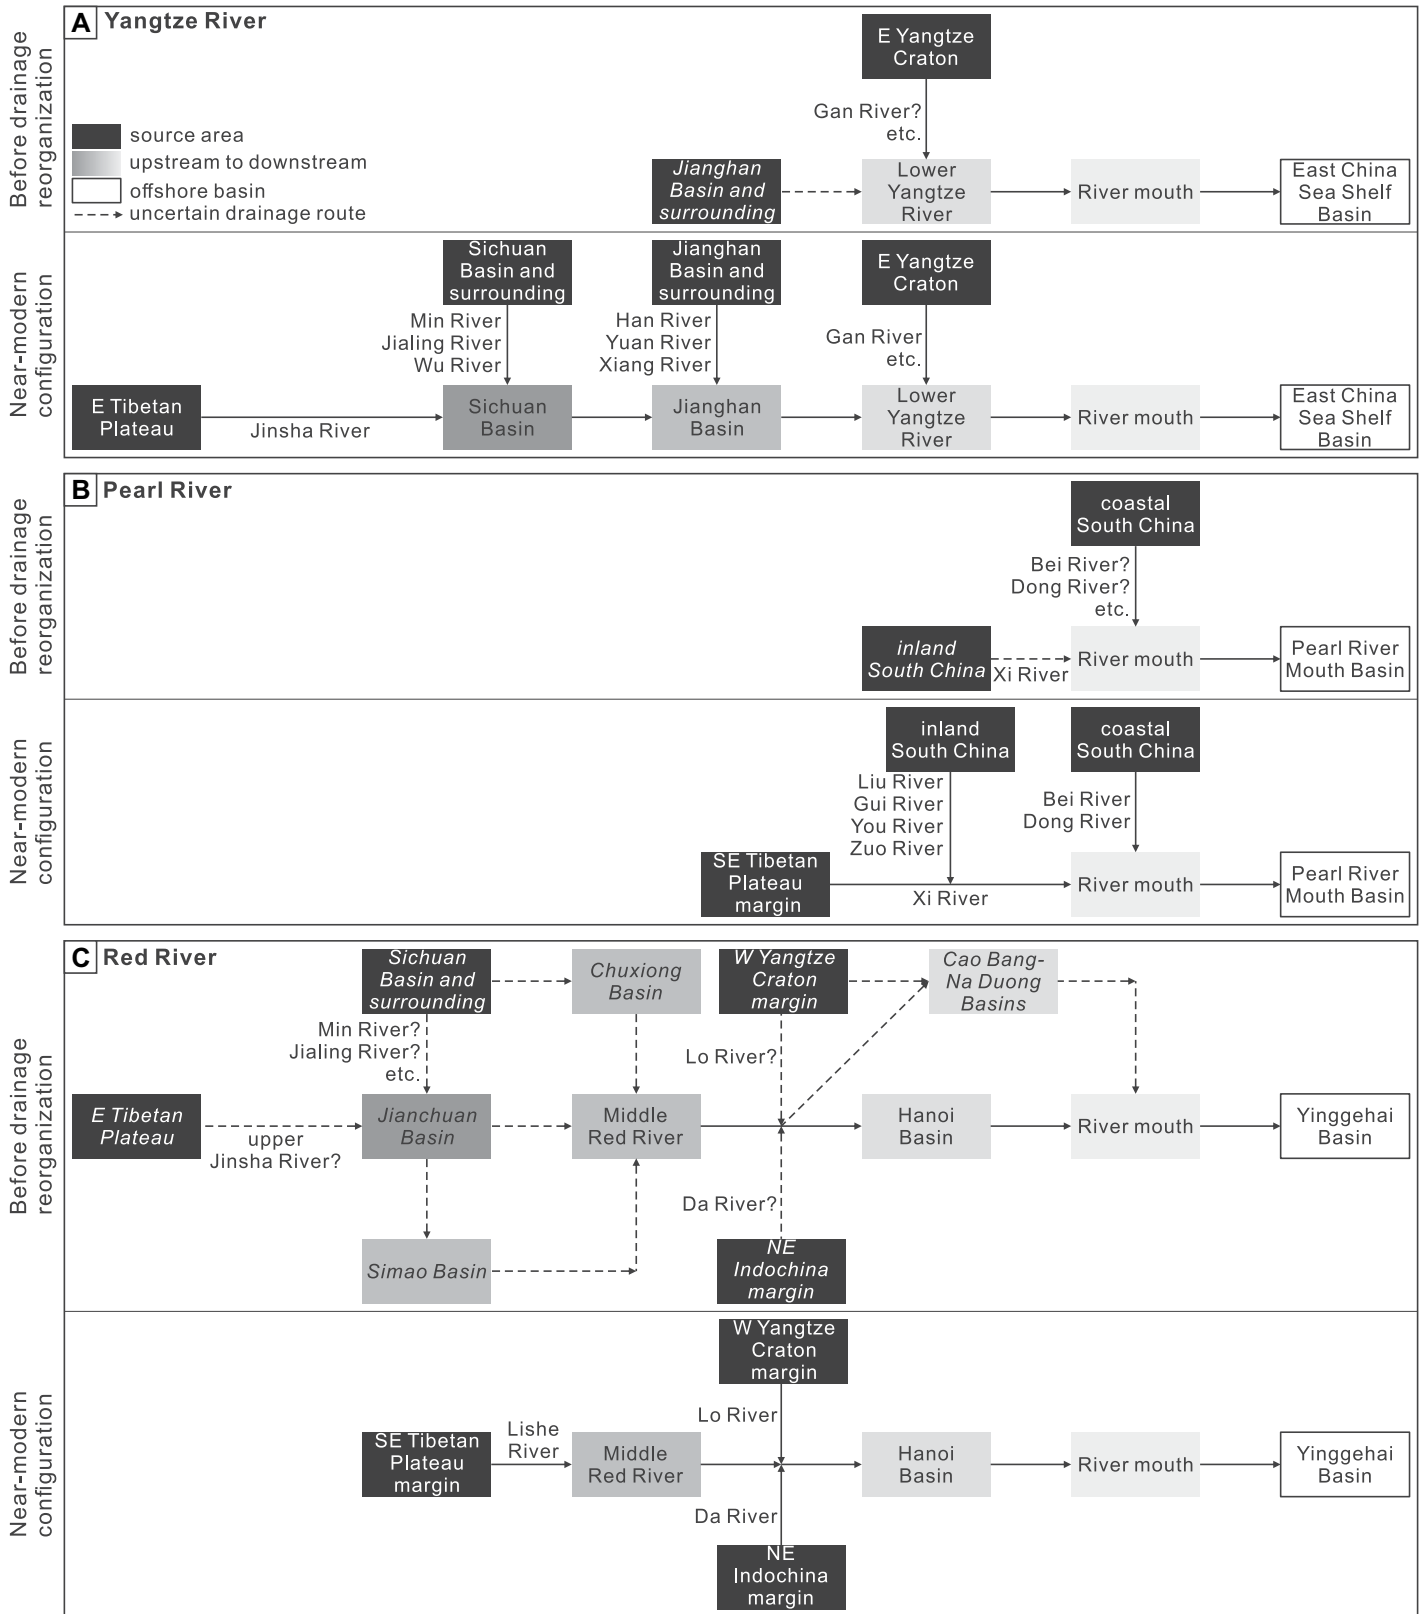 A Yangtze River
Before drainage
reorganization
source area
upstream to downstream
offshore basin
uncertain drainage route
E Yangtze
Craton
Gan River?
etc.
Jianghan
Basin and
surrounding
Lower
Yangtze
River
River mouth
East China
Sea Shelf
Basin
Near-modern
configuration
Sichuan
Basin and
surrounding
Jianghan
Basin and
surrounding
E Yangtze
Craton
Min River
Jialing River
Wu River
Han River
Yuan River
Xiang River
Gan River
etc.
E Tibetan
Plateau
Jinsha River
Sichuan
Basin
Jianghan
Basin
Lower
Yangtze
River
River mouth
East China
Sea Shelf
Basin
B Pearl River
Before drainage
reorganization
coastal
South China
Bei River?
Dong River?
etc.
inland
South China
Xi River
River mouth
Pearl River
Mouth Basin
Near-modern
configuration
inland
South China
coastal
South China
Liu River
Gui River
You River
Zuo River
Bei River
Dong River
SE Tibetan
Plateau
margin
Xi River
River mouth
Pearl River
Mouth Basin
C Red River
Before drainage
reorganization
Sichuan
Basin and
surrounding
Chuxiong
Basin
W Yangtze
Craton
margin
Cao Bang-
Na Duong
Basins
Min River?
Jialing River?
etc.
Lo River?
E Tibetan
Plateau
upper
Jinsha River?
Jianchuan
Basin
Middle
Red River
Hanoi
Basin
River mouth
Yinggehai
Basin
Da River?
Simao Basin
NE
Indochina
margin
Near-modern
configuration
W Yangtze
Craton
margin
Lo River
SE Tibetan
Plateau
margin
Lishe
River
Middle
Red River
Hanoi
Basin
River mouth
Yinggehai
Basin
Da River
NE
Indochina
margin